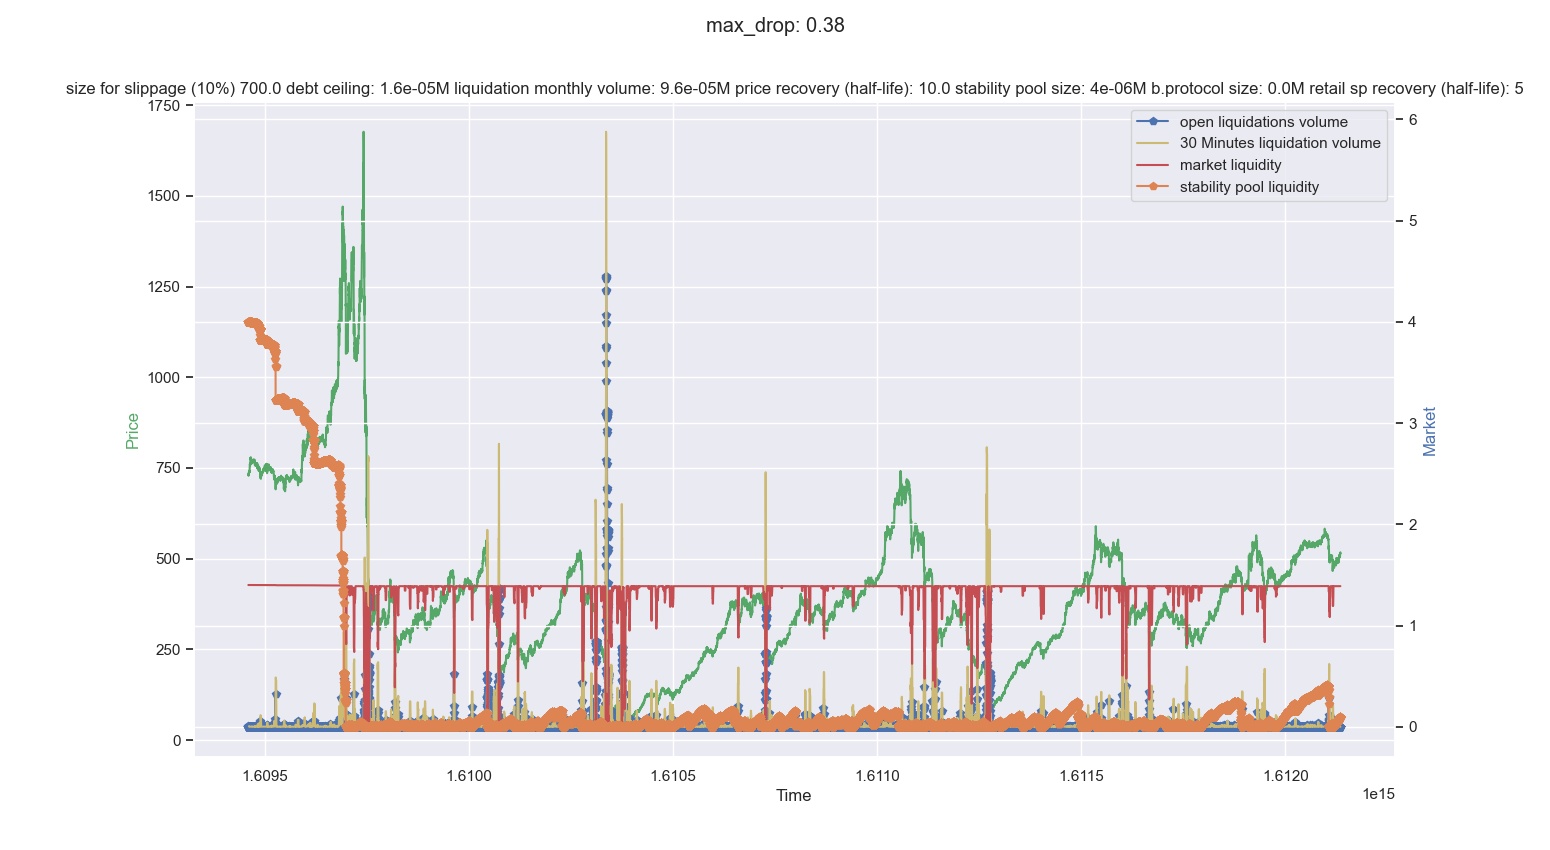 max_drop: 0.38
size for slippage (10%) 700.0 debt ceiling: 1.6e-05M liquidation monthly volume: 9.6e-05M price recovery (half-life): 10.0 stability pool size: 4e-06M b.protocol size: 0.0M retail sp recovery (half-life): 5
1750
1500
1250
1000
750
500
250
0
Price
open liquidations volume
30 Minutes liquidation volume
market liquidity
stability pool liquidity
6
5
4
3
2
1
0
Market
1.6095
1.6100
1.6105
1.6110
1.6115
1.6120
Time
1e15